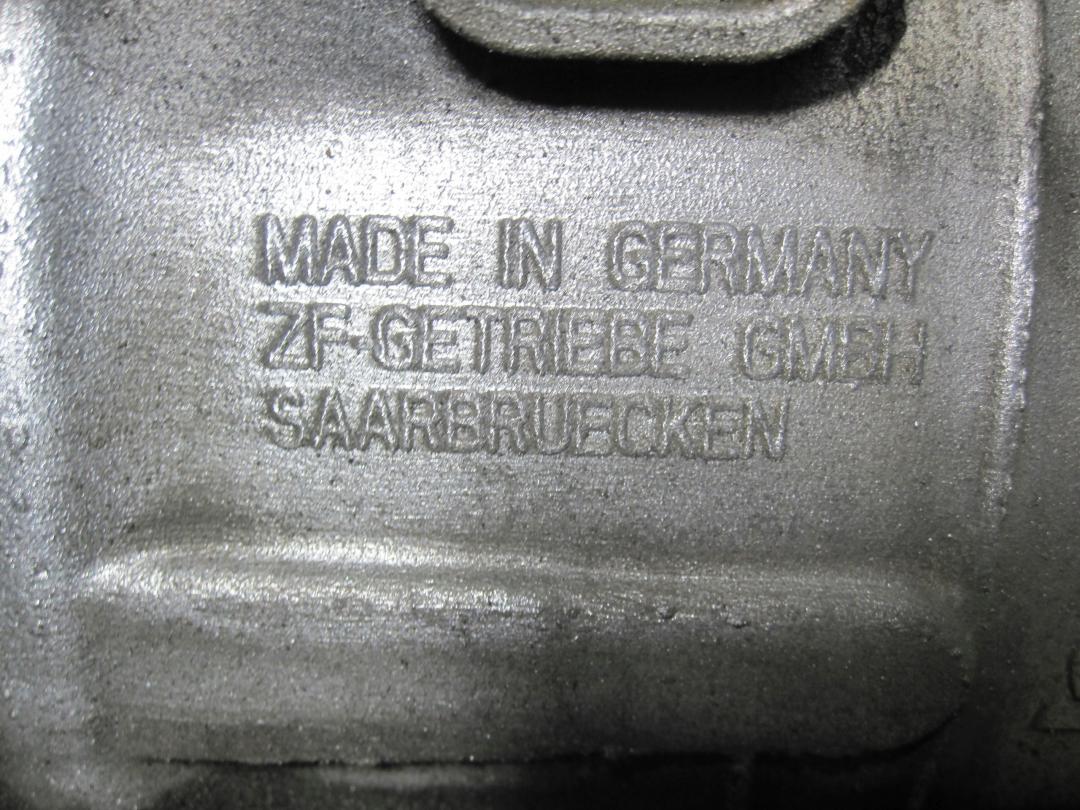 MADE IN GERMANY
ZF-GETRIEBE GMBH
SAARBRUECKEN